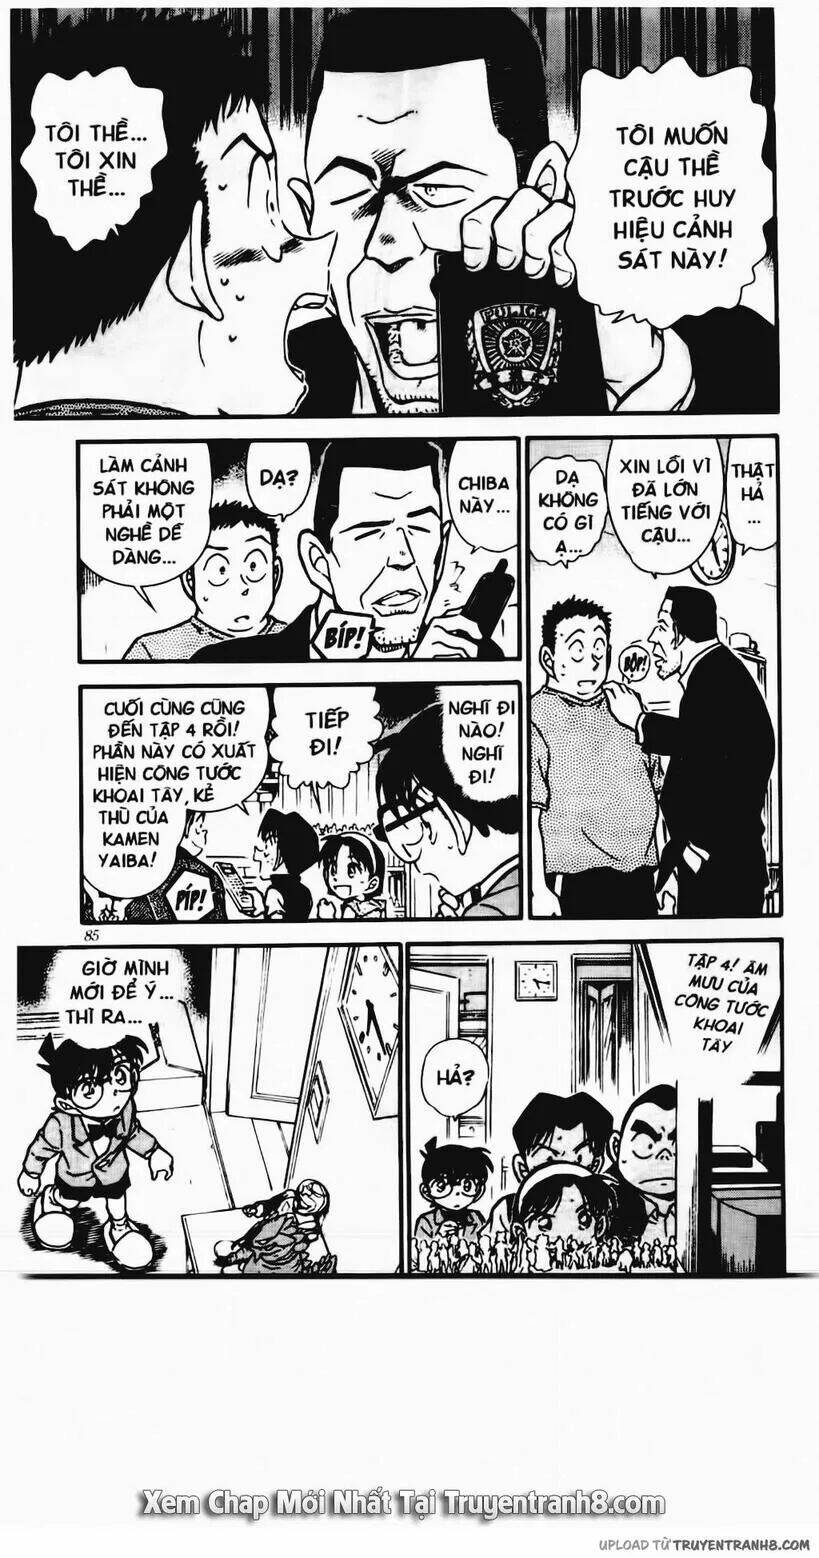 TÔI MUỐN
CẬU THỀ
TRƯỚC HUY
HIỆU CẢNH
SÁT NÀY!
TÔI THỀ...
TÔI XIN
THỀ...
POLICE
THẬT
HẢ
...
XIN LỖI VÌ
ĐÃ LỚN
TIẾNG VỚI
CẬU...
DẠ
KHÔNG
CÓ GÌ
Ạ...
BỘP!
CHIBA
NÀY...
DẠ?
LÀM CẢNH
SÁT KHÔNG
PHẢI MỘT
NGHỀ DỄ
DÀNG...
BÍP!
NGHĨ ĐI
NÀO!
NGHĨ
ĐI!
TIẾP
ĐI!
CUỐI CÙNG CŨNG
ĐẾN TẬP 4 RỒI!
PHẦN NÀY CÓ XUẤT
HIỆN CÔNG TƯỚC
KHOAI TÂY, KẺ
THÙ CỦA
KAMEN
YAIBA!
PÍP!
85
TẬP 4! ÂM
MƯU CỦA
CÔNG TƯỚC
KHOAI
TÂY
HẢ?
GIỜ MÌNH
MỚI ĐỂ Ý...
THÌ RA...
Xem Chap Mới Nhất Tại Truyentranh8.com
UPLOAD TỪ TRUYENTRANH8.COM